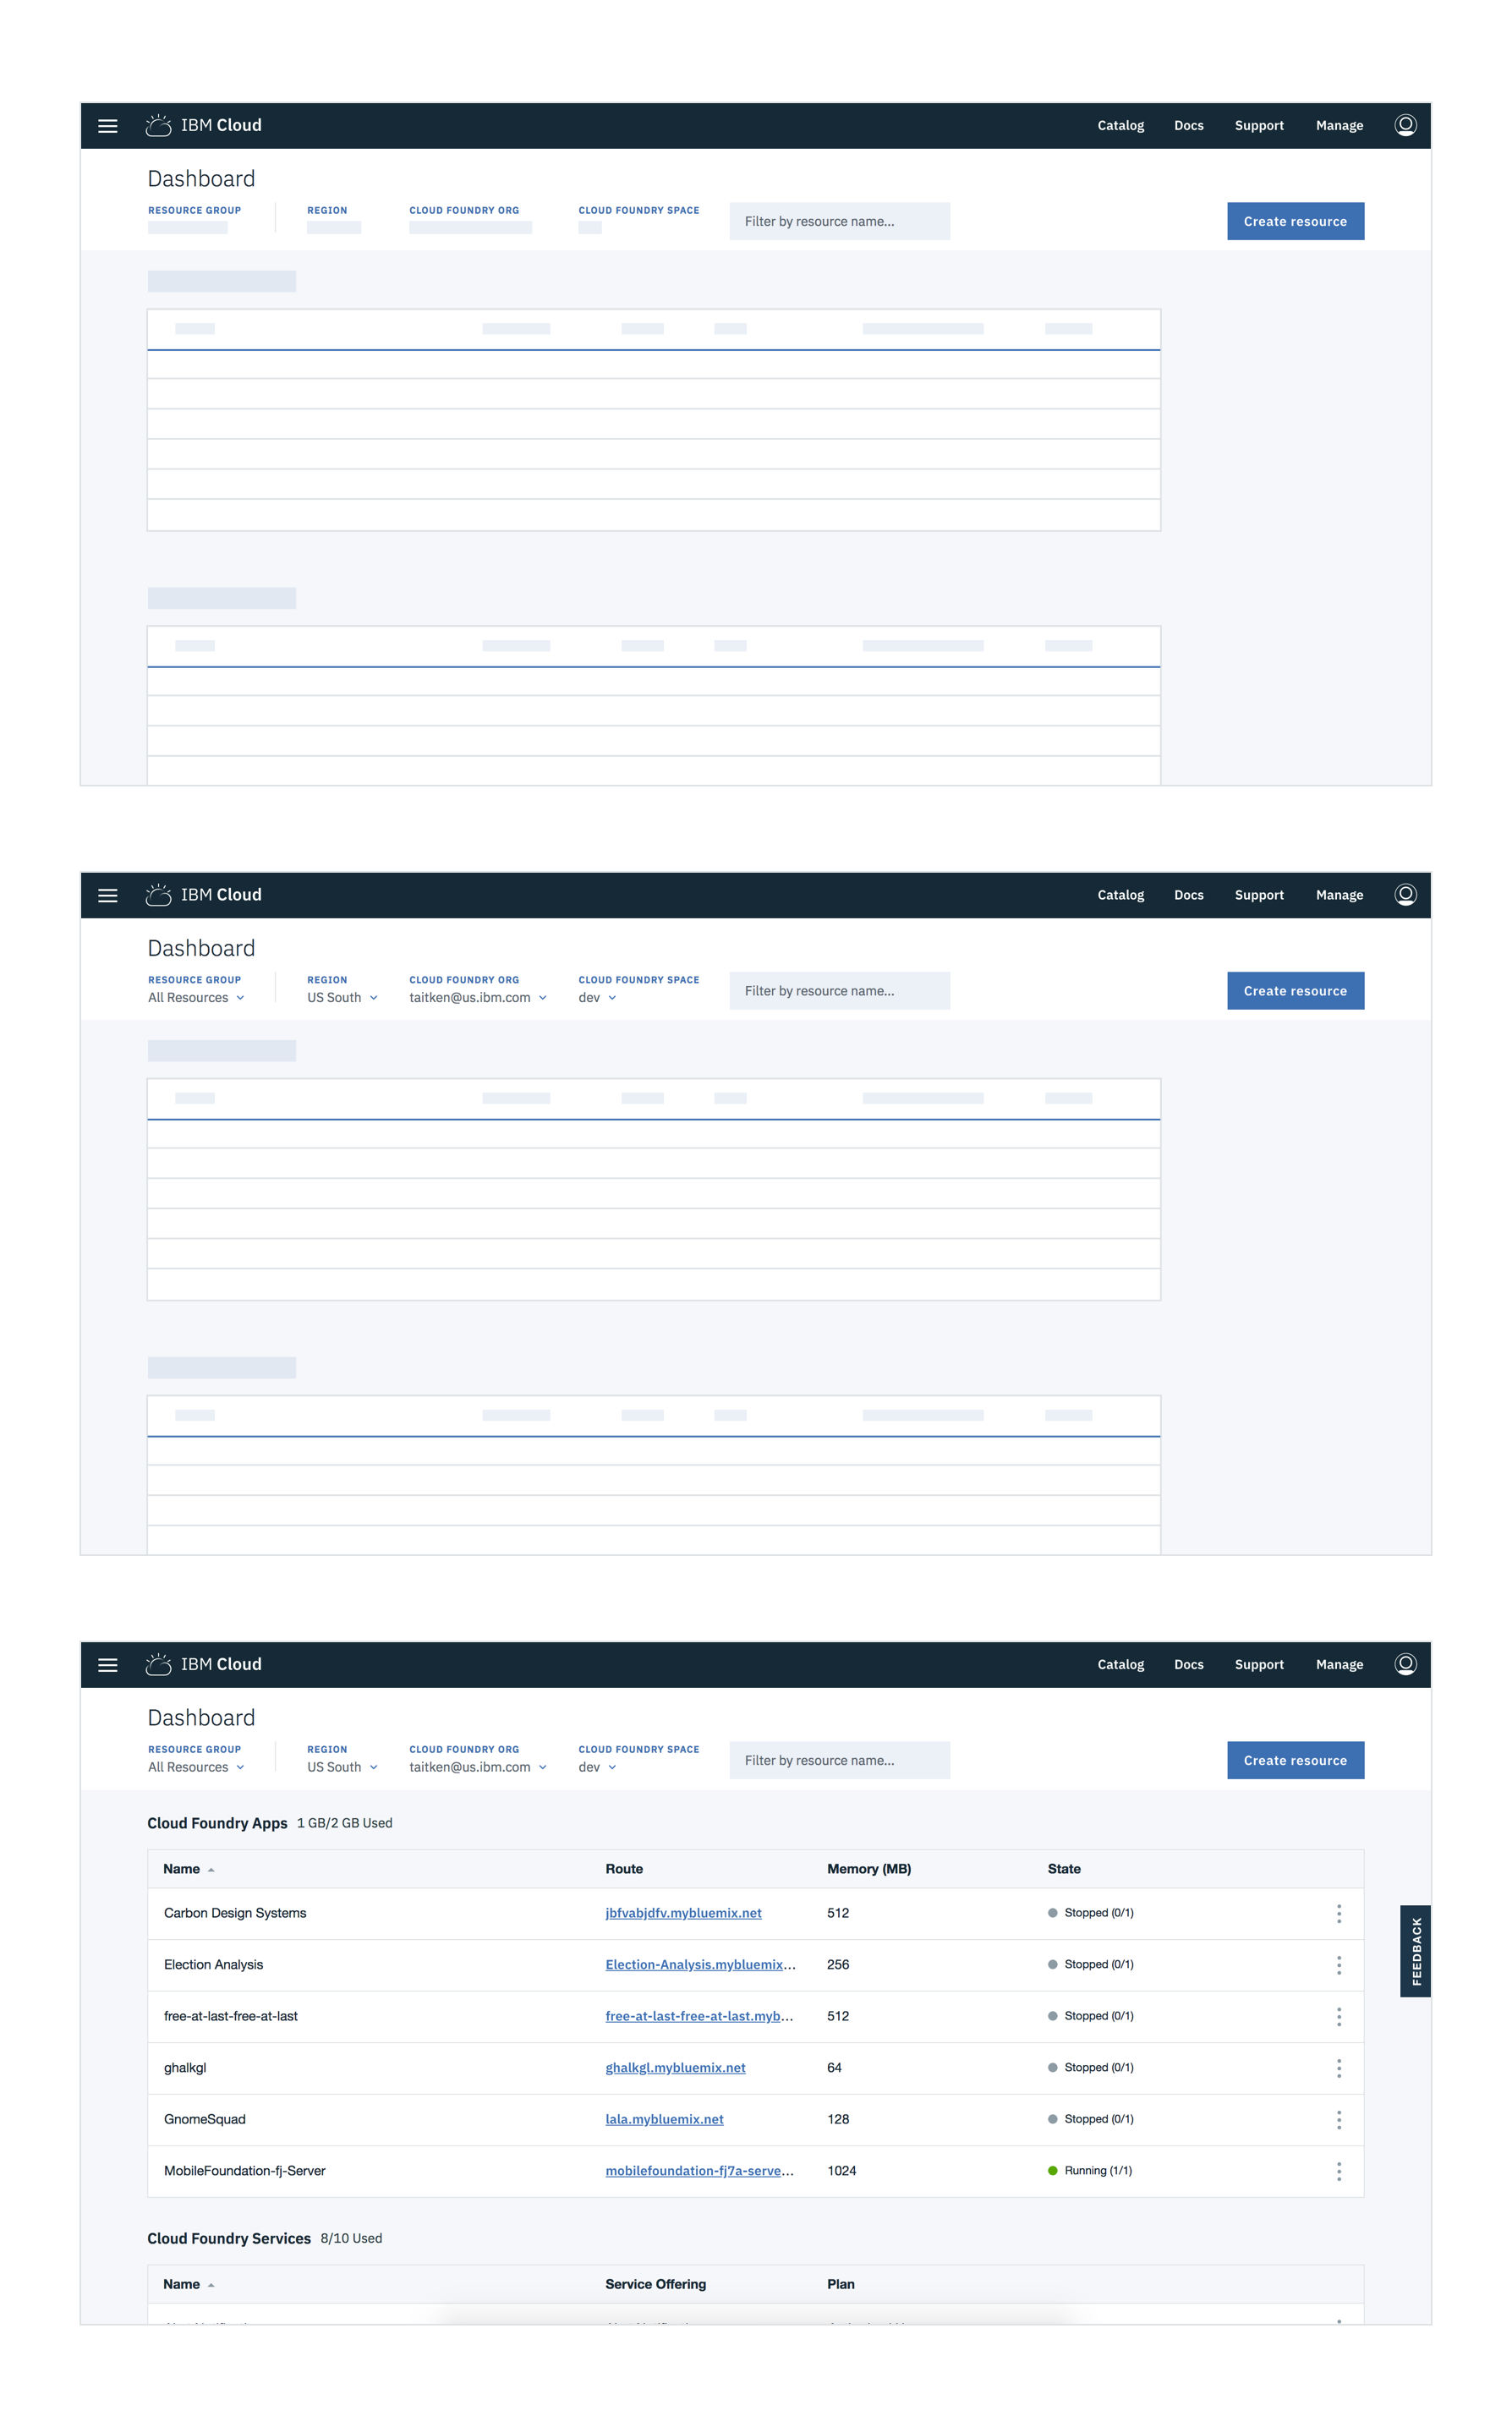 IBM Cloud Catalog Docs Support Manage
Dashboard
RESOURCE GROUP REGION CLOUD FOUNDRY ORG CLOUD FOUNDRY SPACE
Filter by resource name... Create resource
IBM Cloud Catalog Docs Support Manage
Dashboard
RESOURCE GROUP REGION CLOUD FOUNDRY ORG CLOUD FOUNDRY SPACE
Filter by resource name... Create resource
All Resources US South taitken@us.ibm.com dev
IBM Cloud Catalog Docs Support Manage
Dashboard
RESOURCE GROUP REGION CLOUD FOUNDRY ORG CLOUD FOUNDRY SPACE
Filter by resource name... Create resource
All Resources US South taitken@us.ibm.com dev
Cloud Foundry Apps 1 GB/2 GB Used
Name Route Memory (MB) State
Carbon Design Systems jbfvabjdfv.mybluemix.net 512 Stopped (0/1)
Election Analysis Election-Analysis.mybluemix... 256 Stopped (0/1)
FEEDBACK
free-at-last-free-at-last free-at-last-free-at-last.myb... 512 Stopped (0/1)
ghalkgl ghalkgl.mybluemix.net 64 Stopped (0/1)
GnomeSquad lala.mybluemix.net 128 Stopped (0/1)
MobileFoundation-fj-Server mobilefoundation-fj7a-serve... 1024 Running (1/1)
Cloud Foundry Services 8/10 Used
Name Service Offering Plan